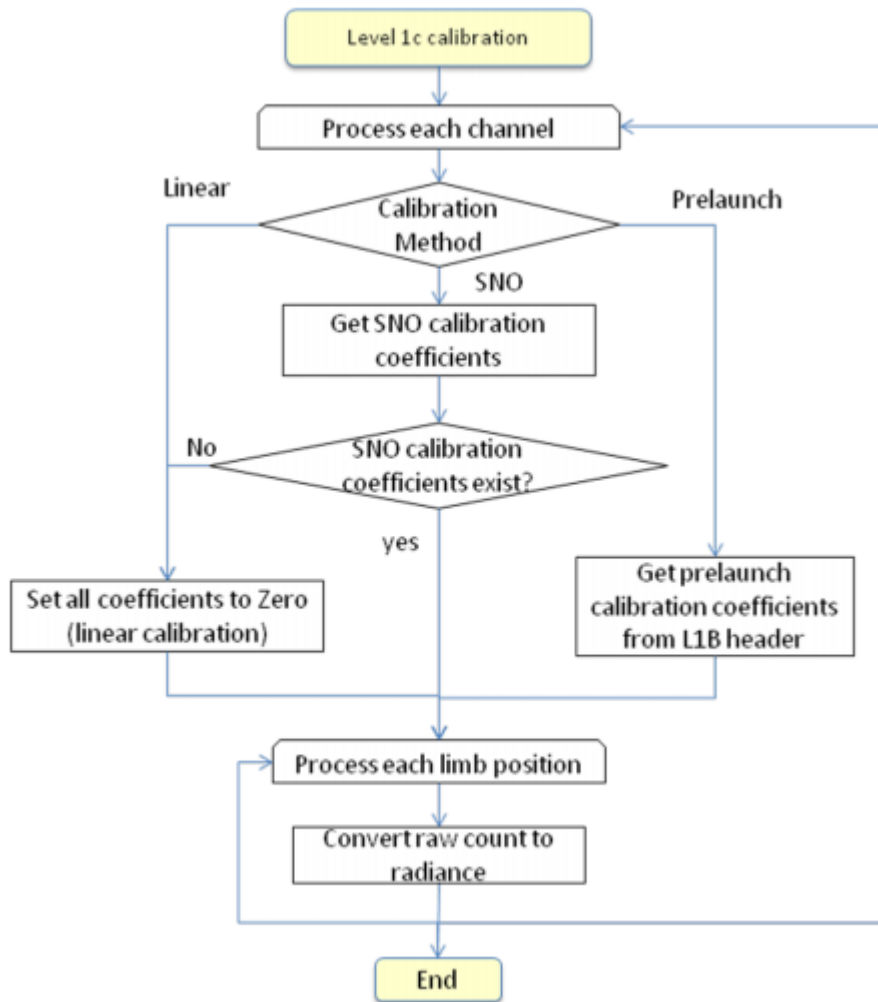 Level 1c calibration
Process each channel
Linear
Calibration
Method
Prelaunch
SNO
Get SNO calibration
coefficients
No
SNO calibration
coefficients exist?
yes
Set all coefficients to Zero
(linear calibration)
Get prelaunch
calibration coefficients
from L1B header
Process each limb position
Convert raw count to
radiance
End